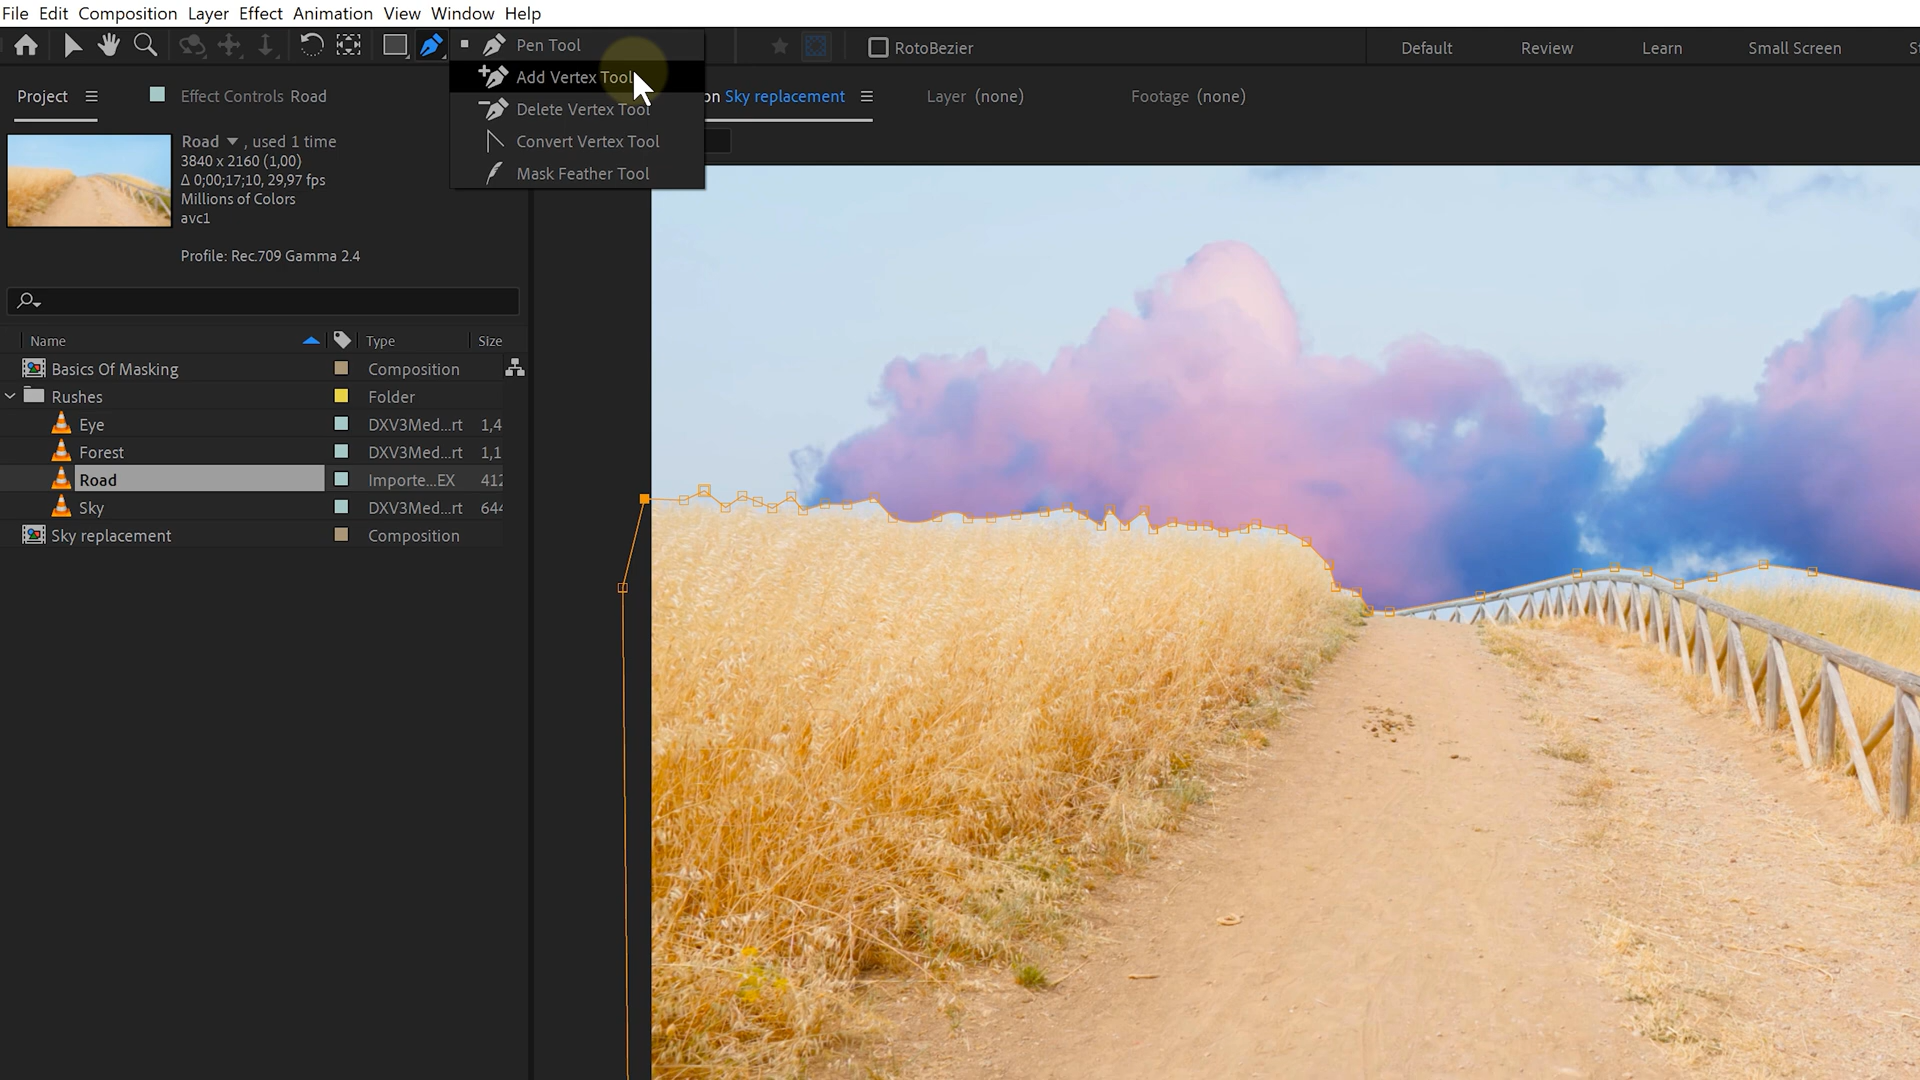 File Edit Composition Layer Effect Animation View Window Help
Pen Tool
RotoBezier
Default
Review
Learn
Small Screen
Add Vertex Tool
Delete Vertex Tool
Convert Vertex Tool
Mask Feather Tool
Project
Effect Controls Road
on Sky replacement
Layer (none)
Footage (none)
Road , used 1 time
3840 x 2160 (1,00)
Δ 0;00;17;10, 29,97 fps
Millions of Colors
avc1
Profile: Rec.709 Gamma 2.4
Name Type Size
Basics Of Masking Composition
Rushes Folder
Eye DXV3Med...rt 1,4
Forest DXV3Med...rt 1,1
Road Importe...EX 412
Sky DXV3Med...rt 644
Sky replacement Composition